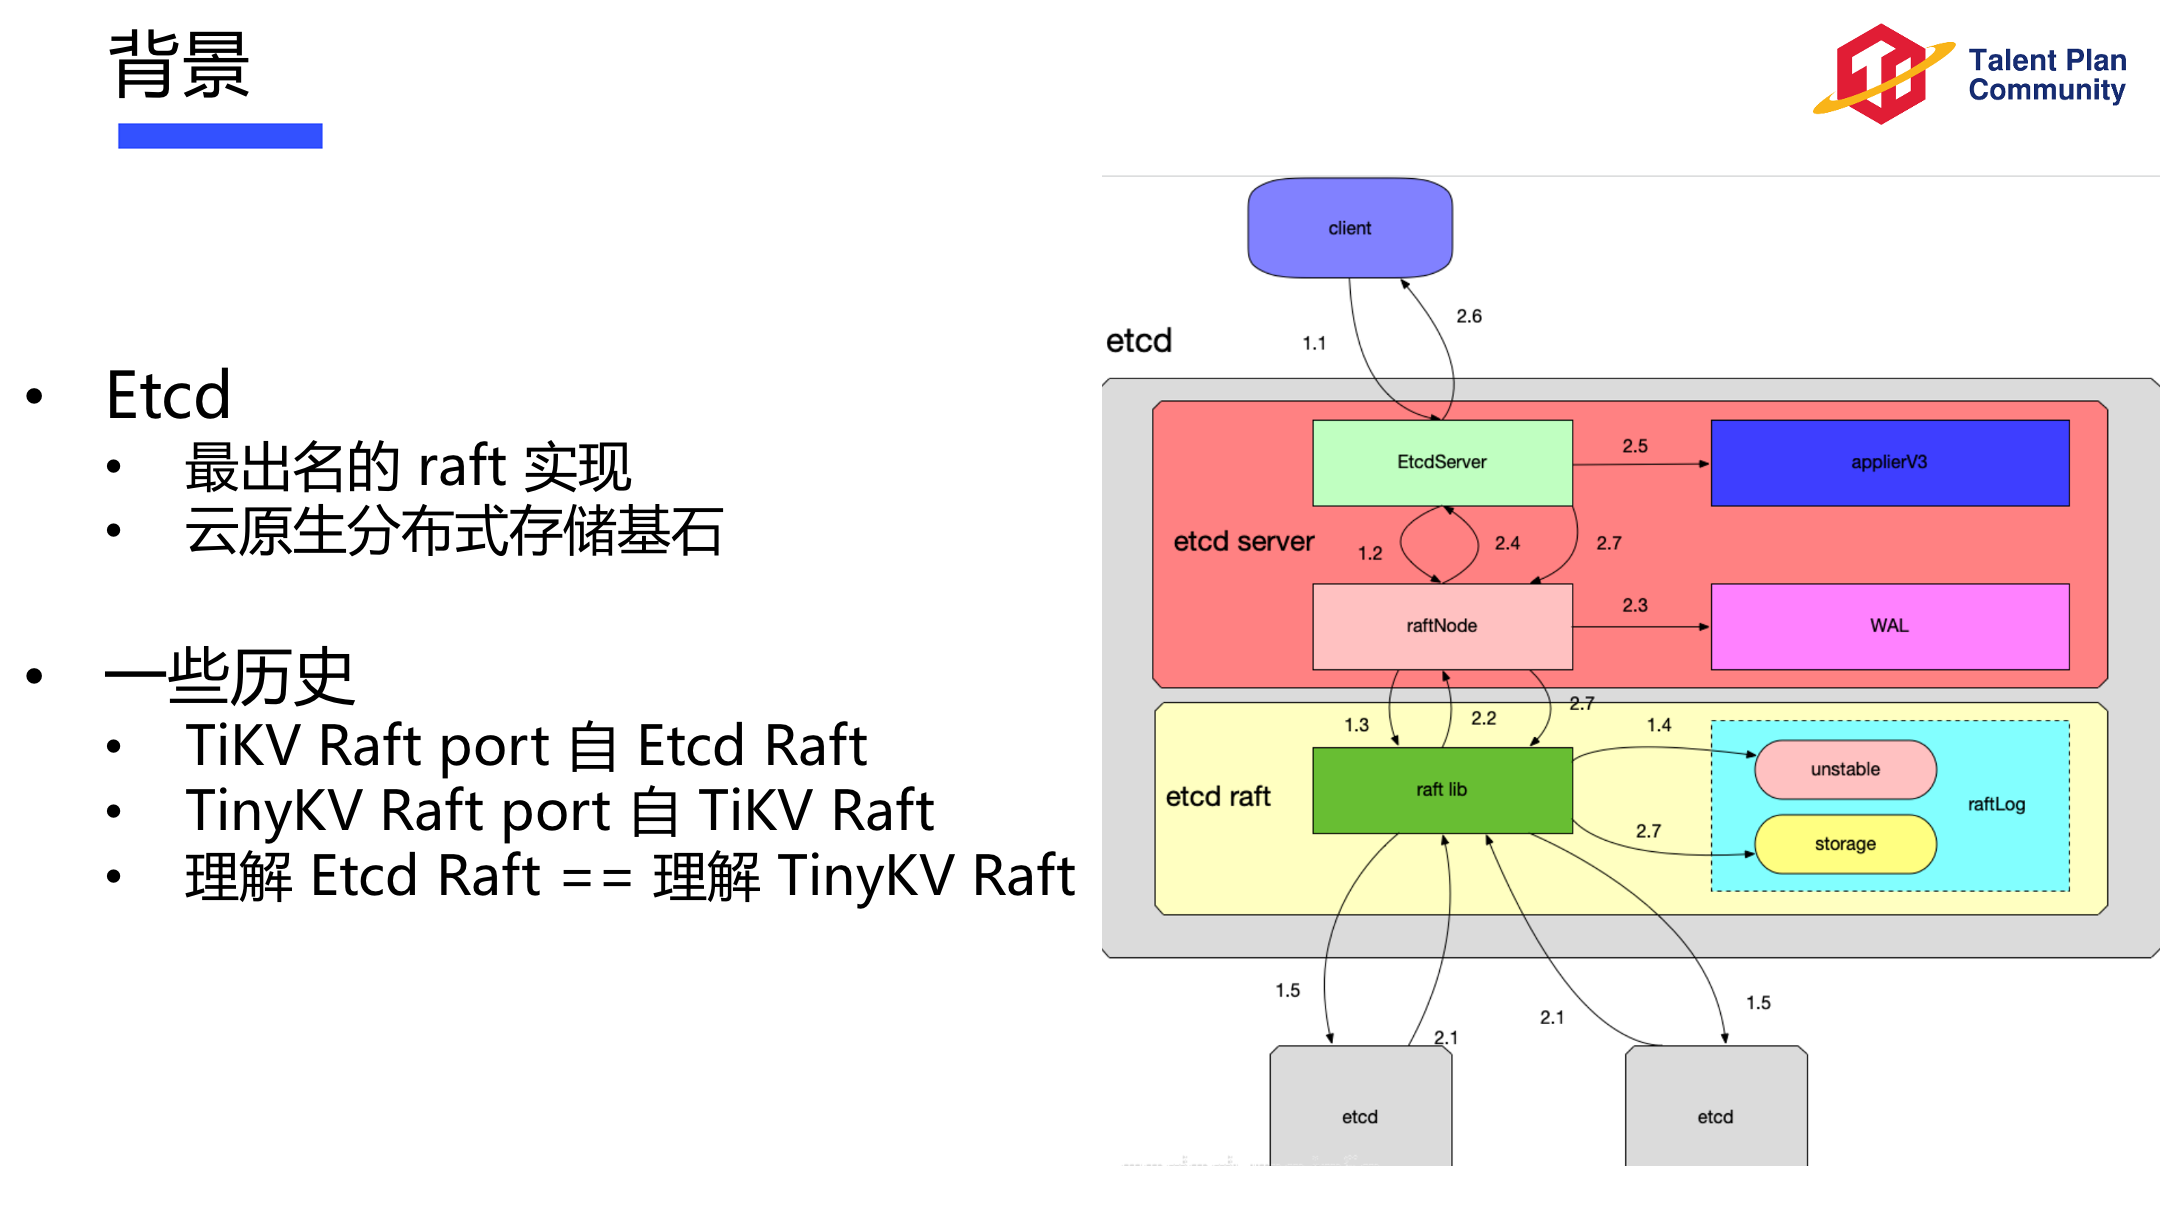 背景
Talent Plan
Community
• Etcd
• 最出名的 raft 实现
• 云原生分布式存储基石
• 一些历史
• TiKV Raft port 自 Etcd Raft
• TinyKV Raft port 自 TiKV Raft
• 理解 Etcd Raft == 理解 TinyKV Raft
client
1.1
2.6
etcd
EtcdServer
2.5
applierV3
etcd server
1.2
2.4
2.7
raftNode
2.3
WAL
1.3
2.2
2.7
1.4
etcd raft
raft lib
unstable
raftLog
2.7
storage
1.5
2.1
2.1
1.5
etcd
etcd